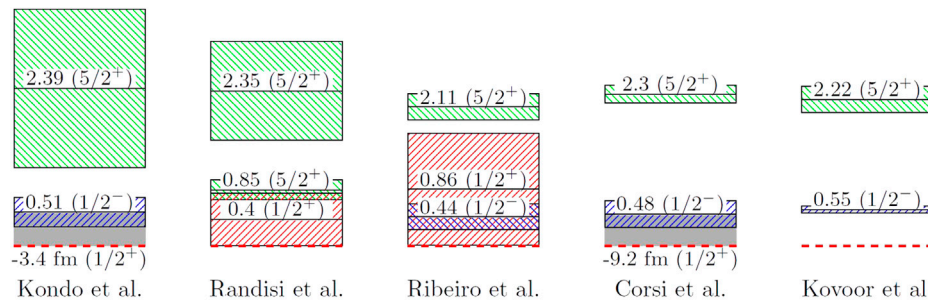 2.39 (5/2⁺)
0.51 (1/2⁻)
-3.4 fm (1/2⁺)
Kondo et al.
2.35 (5/2⁺)
0.85 (5/2⁺)
0.4 (1/2⁺)
Randisi et al.
2.11 (5/2⁺)
0.86 (1/2⁺)
0.44 (1/2⁻)
Ribeiro et al.
2.3 (5/2⁺)
0.48 (1/2⁻)
-9.2 fm (1/2⁺)
Corsi et al.
2.22 (5/2⁺)
0.55 (1/2⁻)
Kovoor et al.